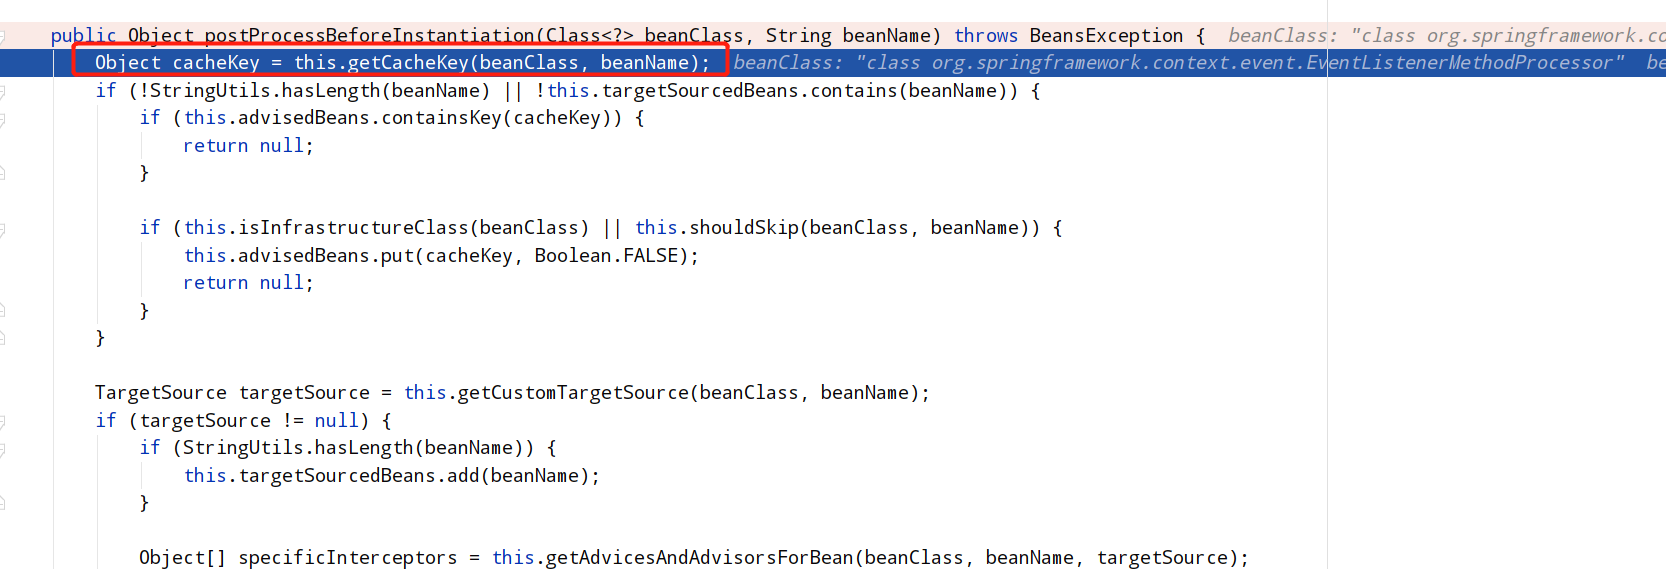 public Object postProcessBeforeInstantiation(Class<?> beanClass, String beanName) throws BeansException {  beanClass: "class org.springframework.co
Object cacheKey = this.getCacheKey(beanClass, beanName);  beanClass: "class org.springframework.context.event.EventListenerMethodProcessor"  be
if (!StringUtils.hasLength(beanName) || !this.targetSourcedBeans.contains(beanName)) {
if (this.advisedBeans.containsKey(cacheKey)) {
return null;
}
if (this.isInfrastructureClass(beanClass) || this.shouldSkip(beanClass, beanName)) {
this.advisedBeans.put(cacheKey, Boolean.FALSE);
return null;
}
}
TargetSource targetSource = this.getCustomTargetSource(beanClass, beanName);
if (targetSource != null) {
if (StringUtils.hasLength(beanName)) {
this.targetSourcedBeans.add(beanName);
}
Object[] specificInterceptors = this.getAdvicesAndAdvisorsForBean(beanClass, beanName, targetSource);